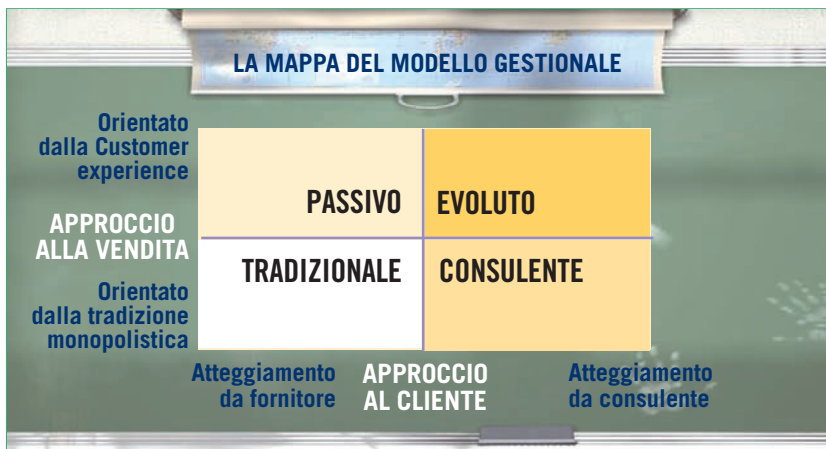 LA MAPPA DEL MODELLO GESTIONALE
Orientato
dalla Customer
experience
PASSIVO
EVOLUTO
APPROCCIO
ALLA VENDITA
TRADIZIONALE
CONSULENTE
Orientato
dalla tradizione
monopolistica
Atteggiamento
da fornitore
APPROCCIO
AL CLIENTE
Atteggiamento
da consulente